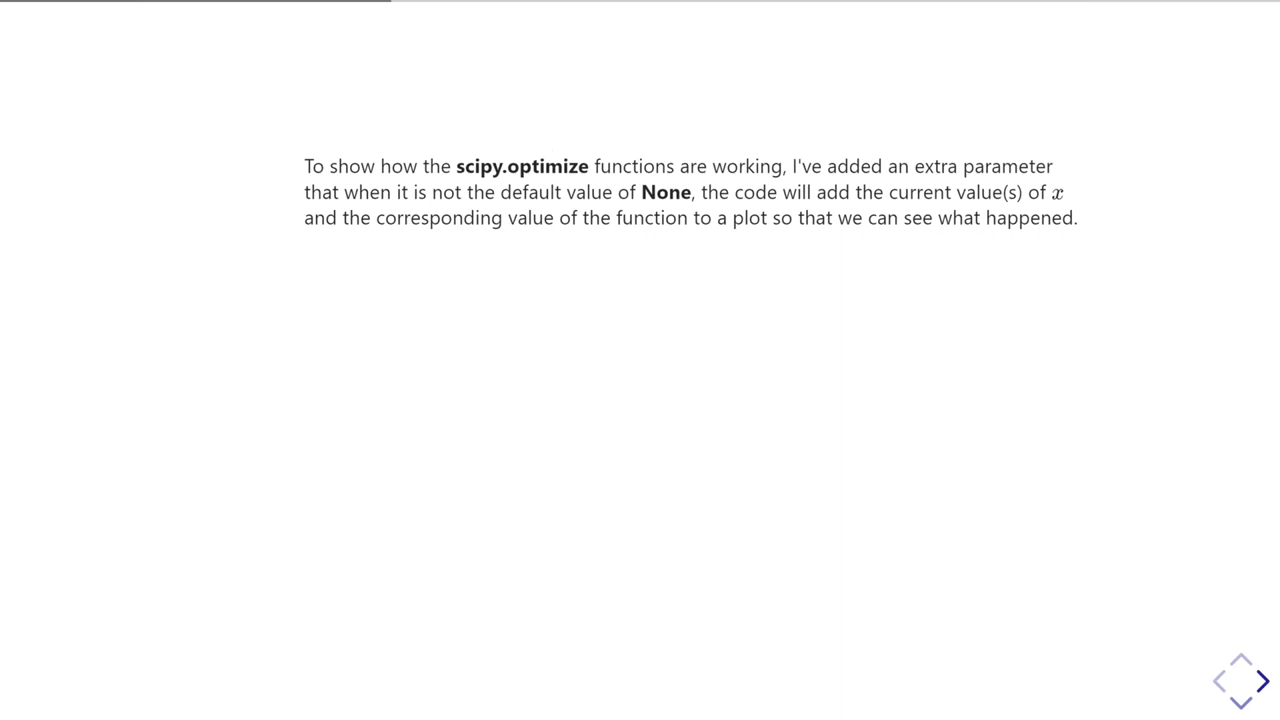 To show how the scipy.optimize functions are working, I've added an extra parameter
that when it is not the default value of None, the code will add the current value(s) of x
and the corresponding value of the function to a plot so that we can see what happened.